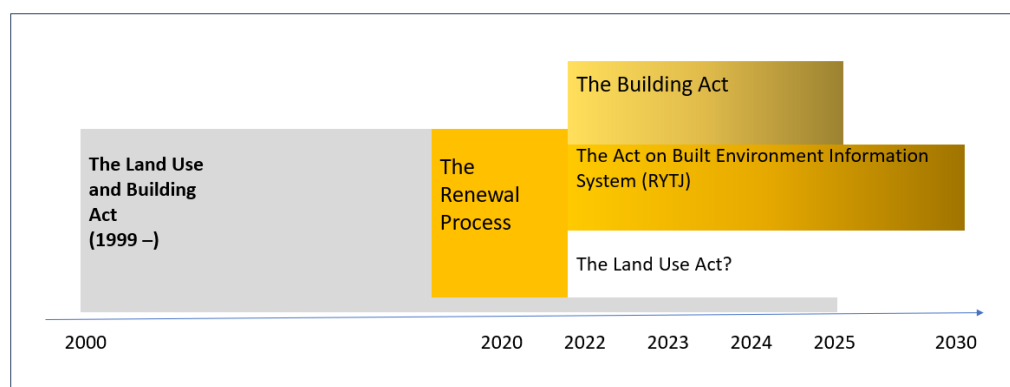 The Land Use
and Building
Act
(1999 –)
The
Renewal
Process
The Building Act
The Act on Built Environment Information
System (RYTJ)
The Land Use Act?
2000 2020 2022 2023 2024 2025 2030